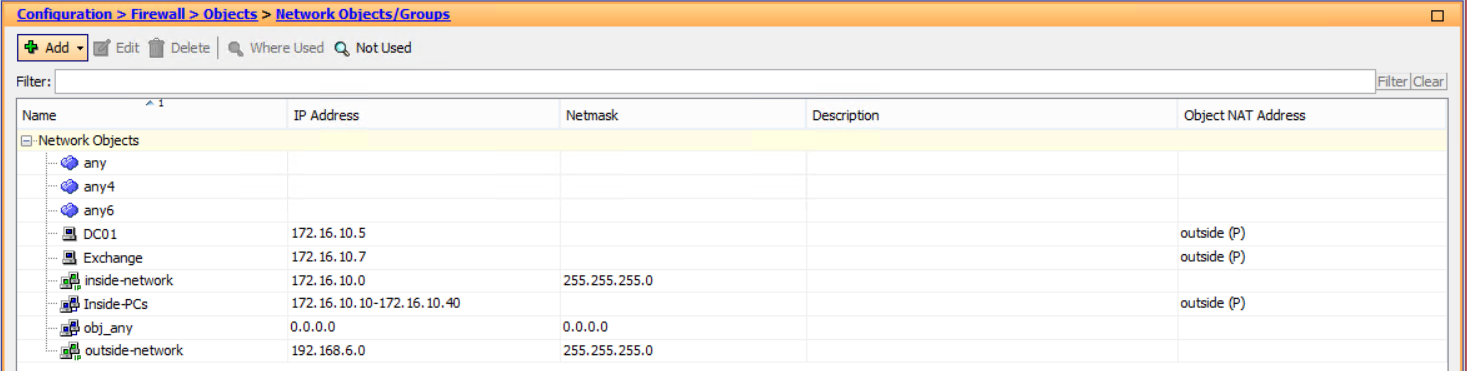 Configuration > Firewall > Objects > Network Objects/Groups
Add Edit Delete Where Used Not Used
Filter: Filter Clear
Name 1 IP Address Netmask Description Object NAT Address
Network Objects
any
any4
any6
DC01 172.16.10.5 outside (P)
Exchange 172.16.10.7 outside (P)
inside-network 172.16.10.0 255.255.255.0
Inside-PCs 172.16.10.10-172.16.10.40 outside (P)
obj_any 0.0.0.0 0.0.0.0
outside-network 192.168.6.0 255.255.255.0